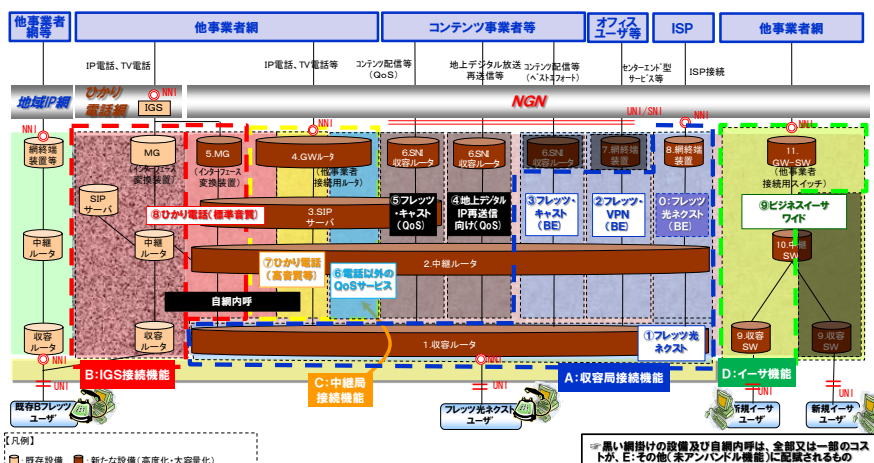 他事業者
網等
他事業者網
コンテンツ事業者等
オフィス
ユーザ等
ISP
他事業者網
IP電話、TV電話
IP電話、TV電話等
コンテンツ配信等
(QoS)
地上デジタル放送
再送信等
コンテンツ配信等
(ベストエフォート)
センターエンド型
サービス等
ISP接続
地域IP網
ひかり
電話網
NNI
IGS
NGN
UNI/SNI
NNI
NNI
NNI
NNI
NNI
網終端
装置等
MG
(インターフェース
変換装置)
5.MG
(インターフェース
変換装置)
4.GWルータ
(他事業者
接続用ルータ)
6.SNI
収容ルータ
6.SNI
収容ルータ
6.SNI
収容ルータ
7.網終端
装置
8.網終端
装置
11.
GW-SW
(他事業者
接続用スイッチ)
SIP
サーバ
⑧ひかり電話(標準音質)
3.SIP
サーバ
⑤フレッツ
・キャスト
(QoS)
④地上デジタル
IP再送信
向け(QoS)
③フレッツ・
キャスト
(BE)
②フレッツ・
VPN
(BE)
0:フレッツ
光ネクスト
(BE)
⑨ビジネスイーサ
ワイド
中継
ルータ
中継
ルータ
⑦ひかり電話
(高音質等)
⑥電話以外の
QoSサービス
2.中継ルータ
10.中継
SW
自網内呼
収容
ルータ
収容
ルータ
1.収容ルータ
①フレッツ光
ネクスト
9.収容
SW
9.収容
SW
NNI
NNI
B:IGS接続機能
C:中継局
接続機能
A:収容局接続機能
D:イーサ機能
UNI
UNI
UNI
UNI
既存Bフレッツ
ユーザ
フレッツ光ネクスト
ユーザ
新規イーサ
ユーザ
新規イーサ
ユーザ
【凡例】
:既存設備
:新たな設備(高度化・大容量化)
☞黒い網掛けの設備及び自網内呼は、全部又は一部のコス
トが、E:その他(未アンバンドル機能)に配賦されるもの